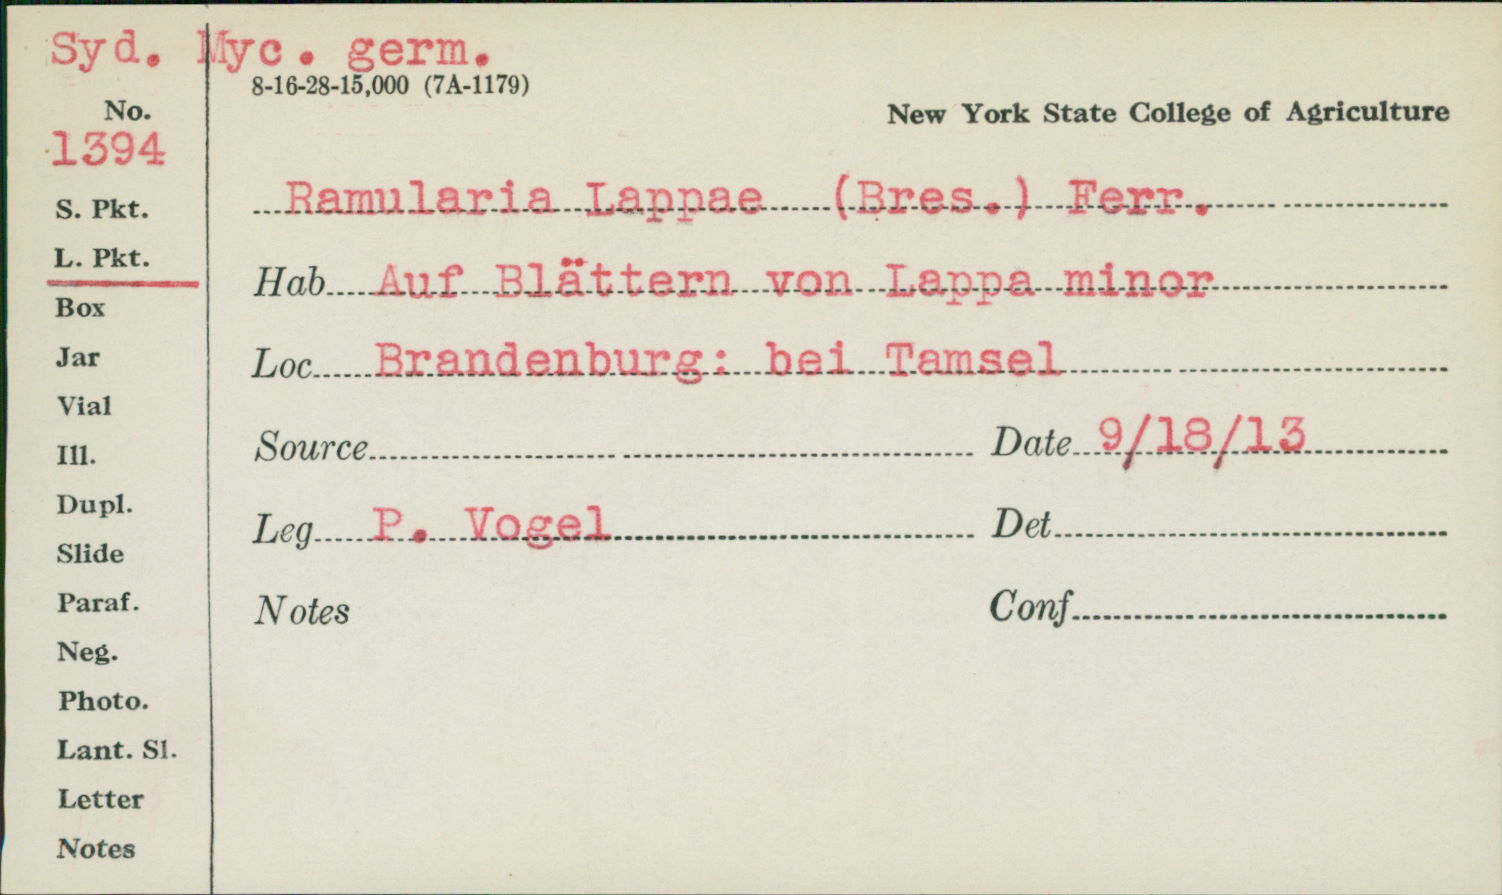 Syd. Myc. germ.
8-16-28-15,000 (7A-1179)
New York State College of Agriculture
No.
1394
S. Pkt.
L. Pkt.
Box
Jar
Vial
Ill.
Dupl.
Slide
Paraf.
Neg.
Photo.
Lant. Sl.
Letter
Notes
Ramularia Lappae (Bres.) Ferr.
Hab. Auf Blättern von Lappa minor
Loc. Brandenburg: bei Tamsel
Source Date 9/18/13
Leg. P. Vogel Det.
Notes Conf.